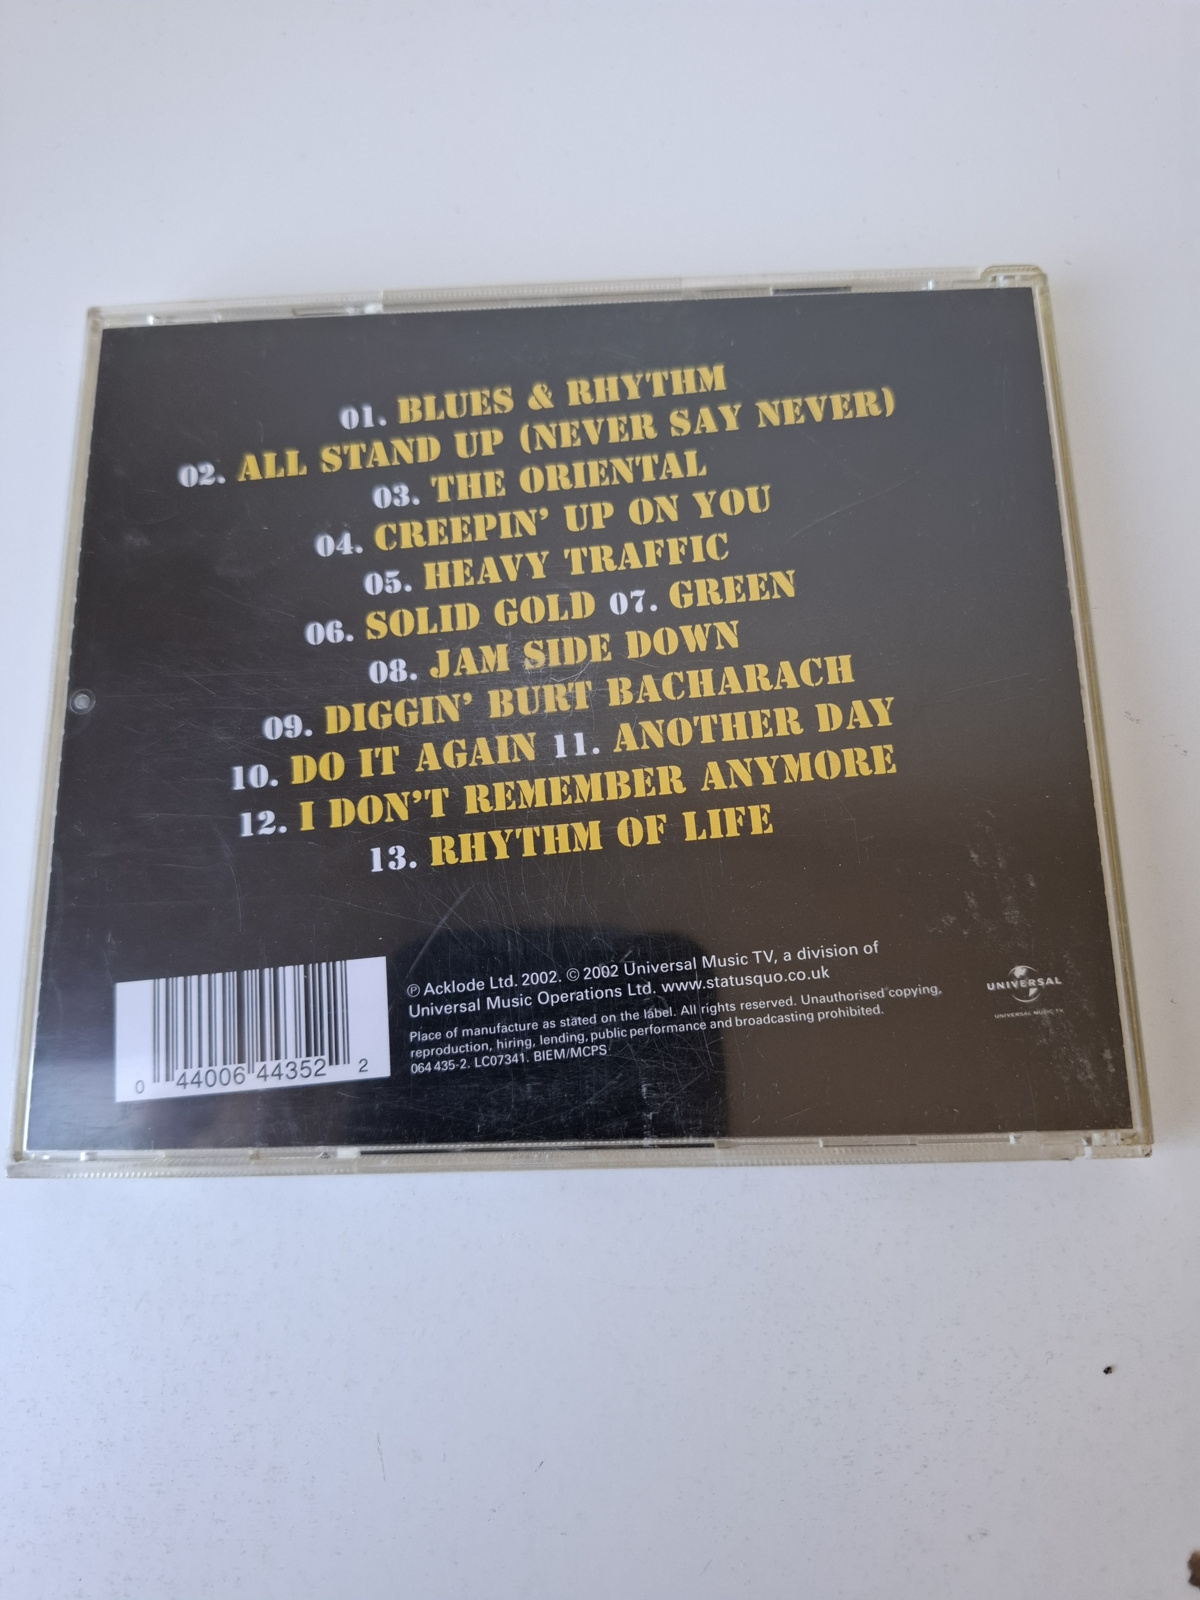 01. BLUES & RHYTHM
02. ALL STAND UP (NEVER SAY NEVER)
03. THE ORIENTAL
04. CREEPIN' UP ON YOU
05. HEAVY TRAFFIC
06. SOLID GOLD 07. GREEN
08. JAM SIDE DOWN
09. DIGGIN' BURT BACHARACH
10. DO IT AGAIN 11. ANOTHER DAY
12. I DON'T REMEMBER ANYMORE
13. RHYTHM OF LIFE
℗ Acklode Ltd. 2002. © 2002 Universal Music TV, a division of
Universal Music Operations Ltd. www.statusquo.co.uk
Place of manufacture as stated on the label. All rights reserved. Unauthorised copying,
reproduction, hiring, lending, public performance and broadcasting prohibited.
064 435-2. LC07341. BIEM/MCPS
0 44006 44352 2
UNIVERSAL
UNIVERSAL MUSIC TV